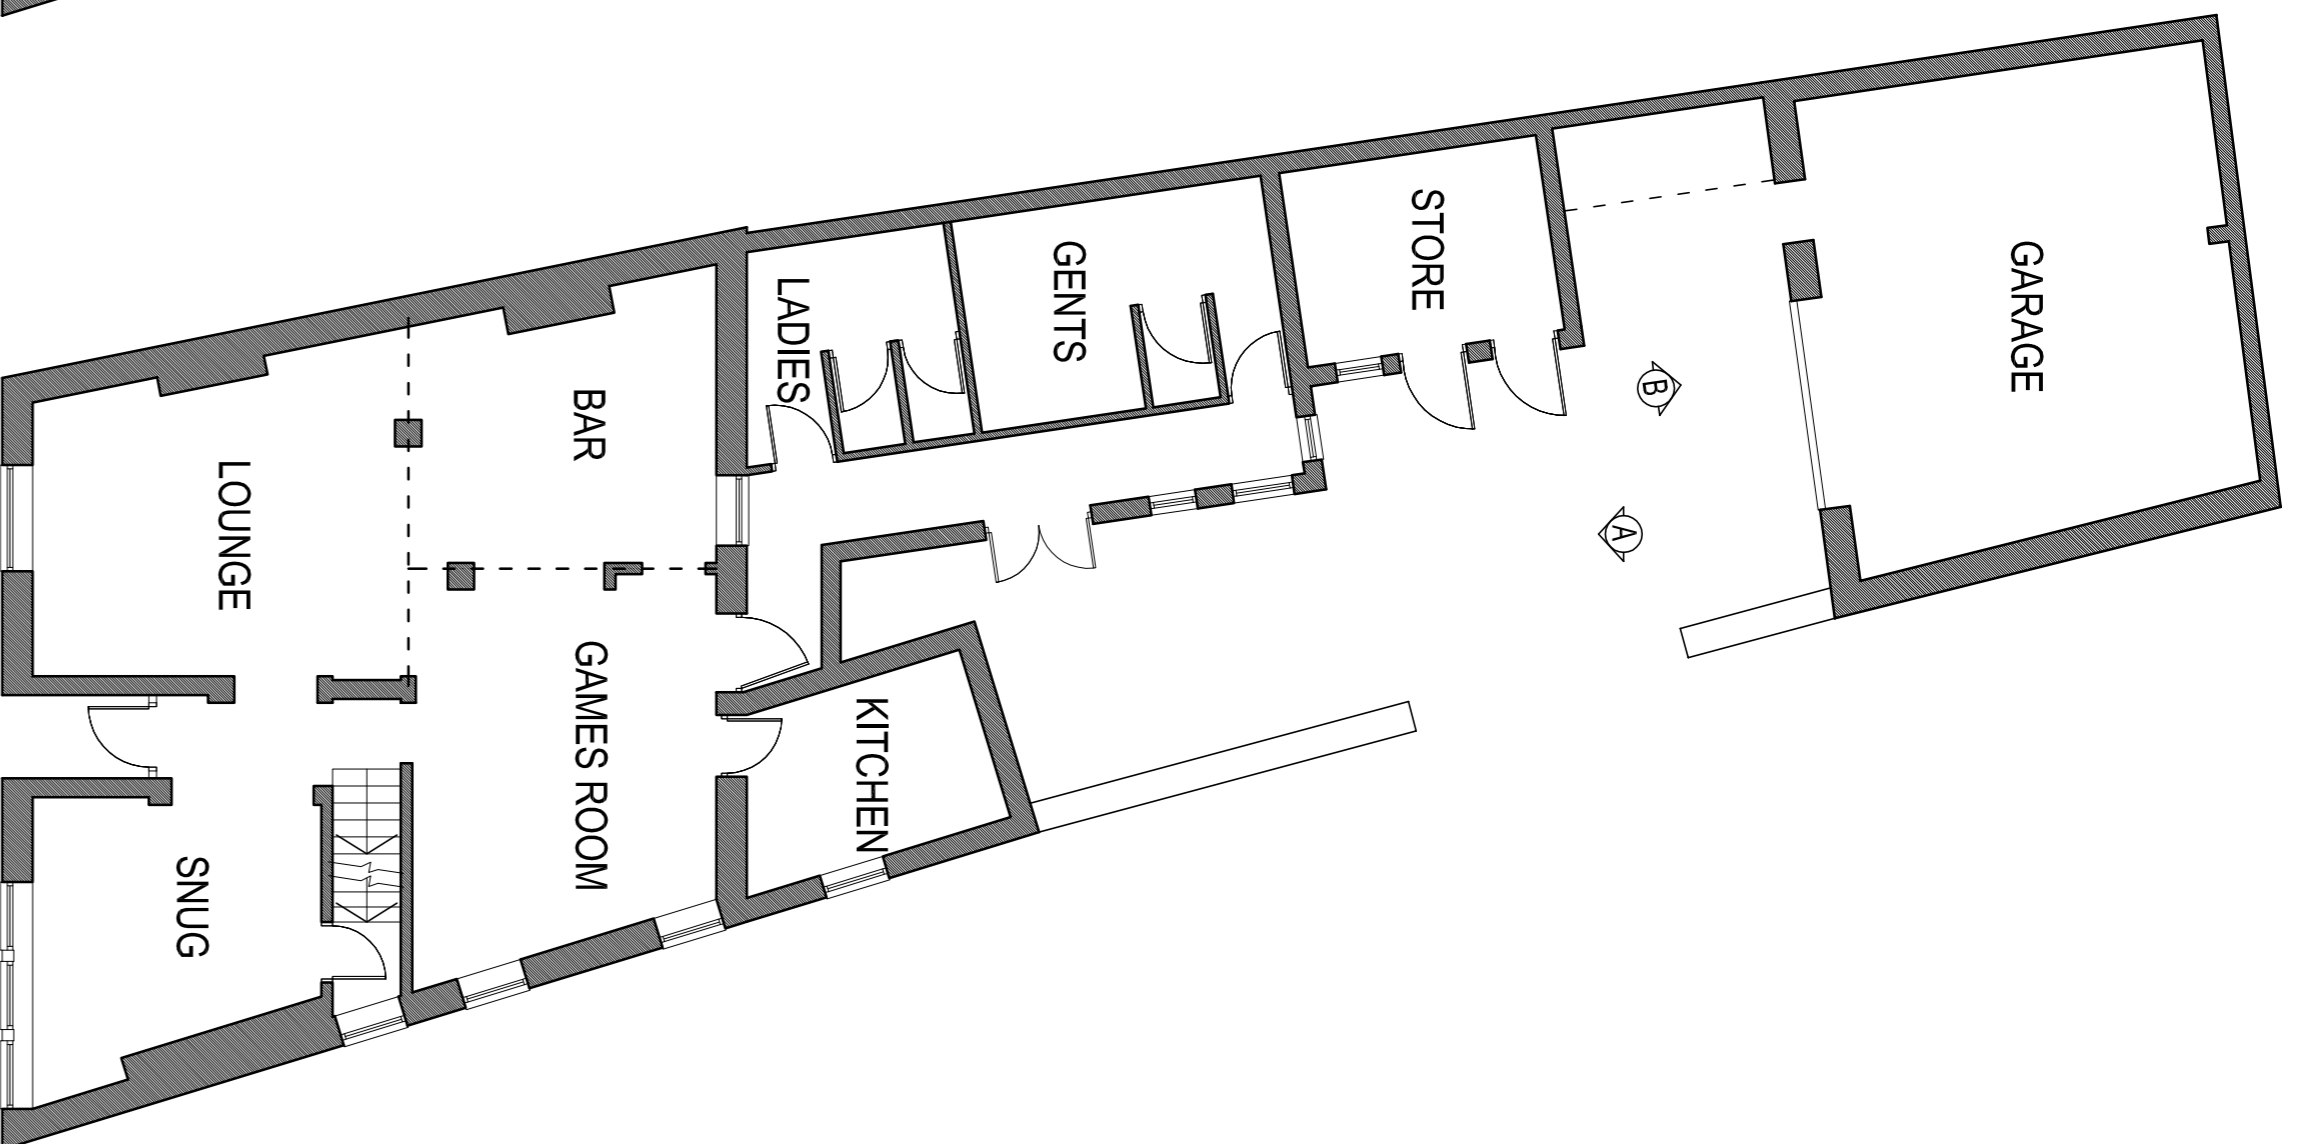 GARAGE
STORE
GENTS
LADIES
B
A
BAR
LOUNGE
GAMES ROOM
KITCHEN
SNUG